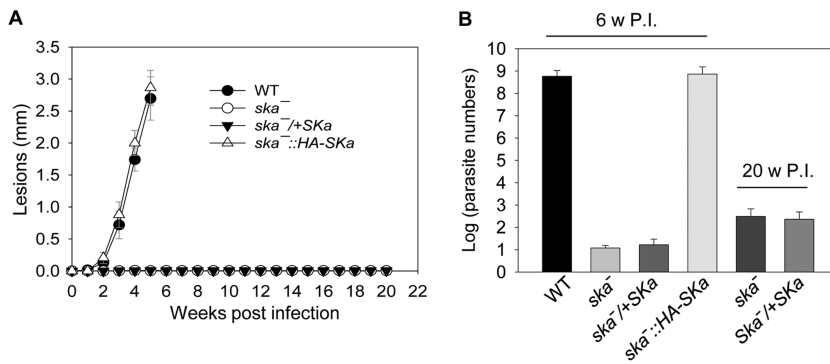 A
Lesions (mm)
3.5
3.0
2.5
2.0
1.5
1.0
0.5
0.0
0 2 4 6 8 10 12 14 16 18 20 22
Weeks post infection
WT
ska⁻
ska⁻/+SKa
ska⁻::HA-SKa
B
6 w P.I.
Log (parasite numbers)
10
9
8
7
6
5
4
3
2
1
0
20 w P.I.
WT
ska⁻
ska⁻/+SKa
ska⁻::HA-SKa
ska⁻
Ska⁻/+SKa